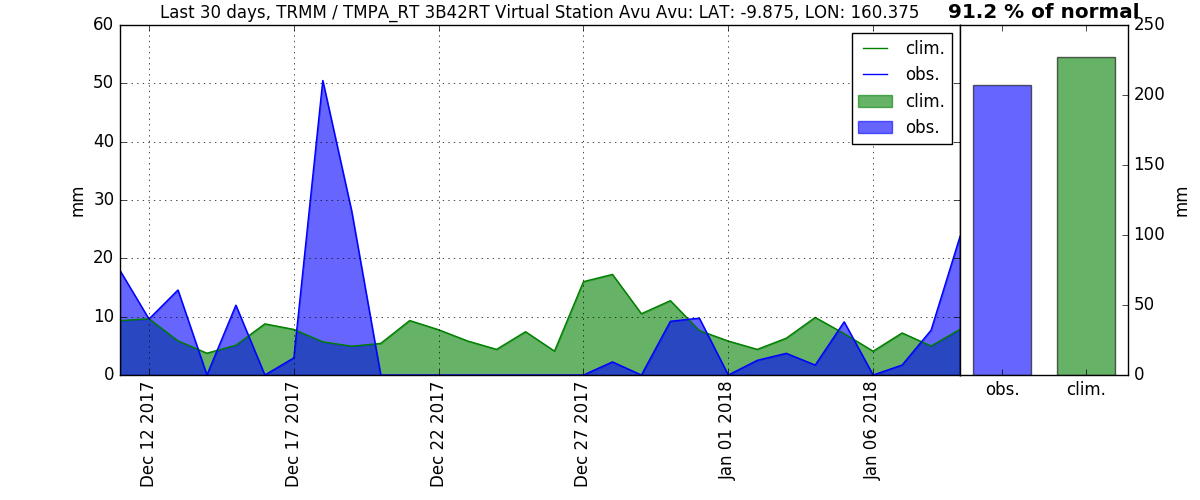 Last 30 days, TRMM / TMPA_RT 3B42RT Virtual Station Avu Avu: LAT: -9.875, LON: 160.375
91.2 % of normal
60
50
40
30
20
10
0
mm
clim.
obs.
clim.
obs.
Dec 12 2017
Dec 17 2017
Dec 22 2017
Dec 27 2017
Jan 01 2018
Jan 06 2018
250
200
150
100
50
0
mm
obs.
clim.